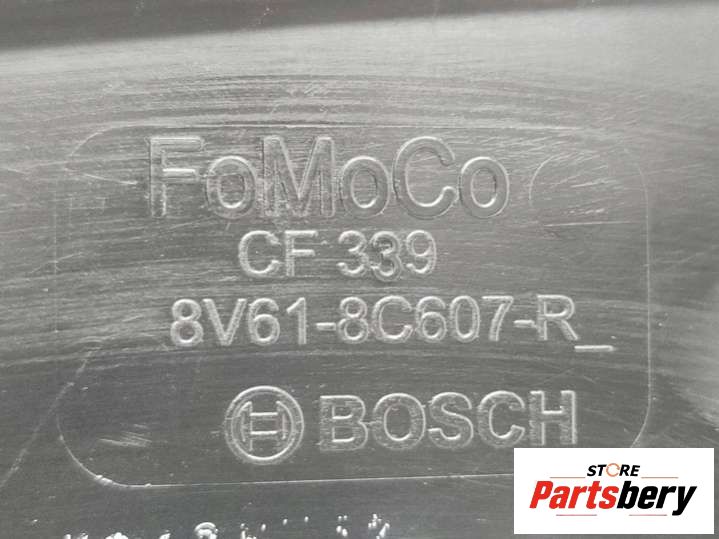 FoMoCo
CF 339
8V61-8C607-R_
BOSCH
STORE
Partsbery